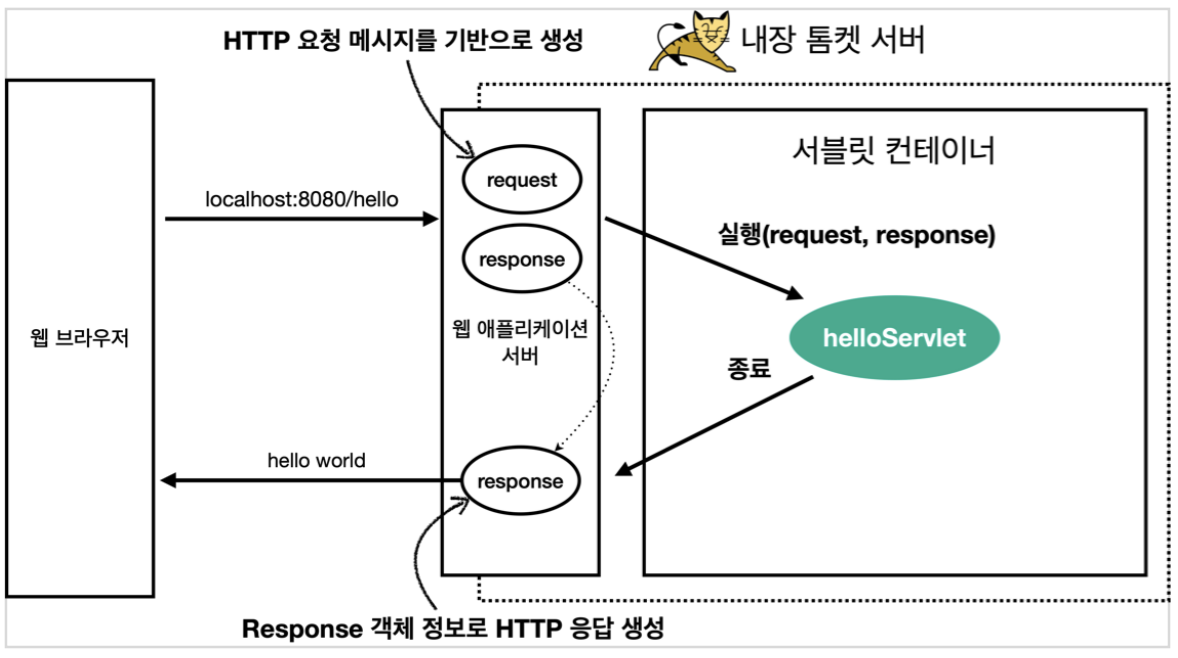 HTTP 요청 메시지를 기반으로 생성
내장 톰켓 서버
서블릿 컨테이너
request
localhost:8080/hello
실행(request, response)
response
웹 브라우저
웹 애플리케이션
서버
helloServlet
종료
hello world
response
Response 객체 정보로 HTTP 응답 생성